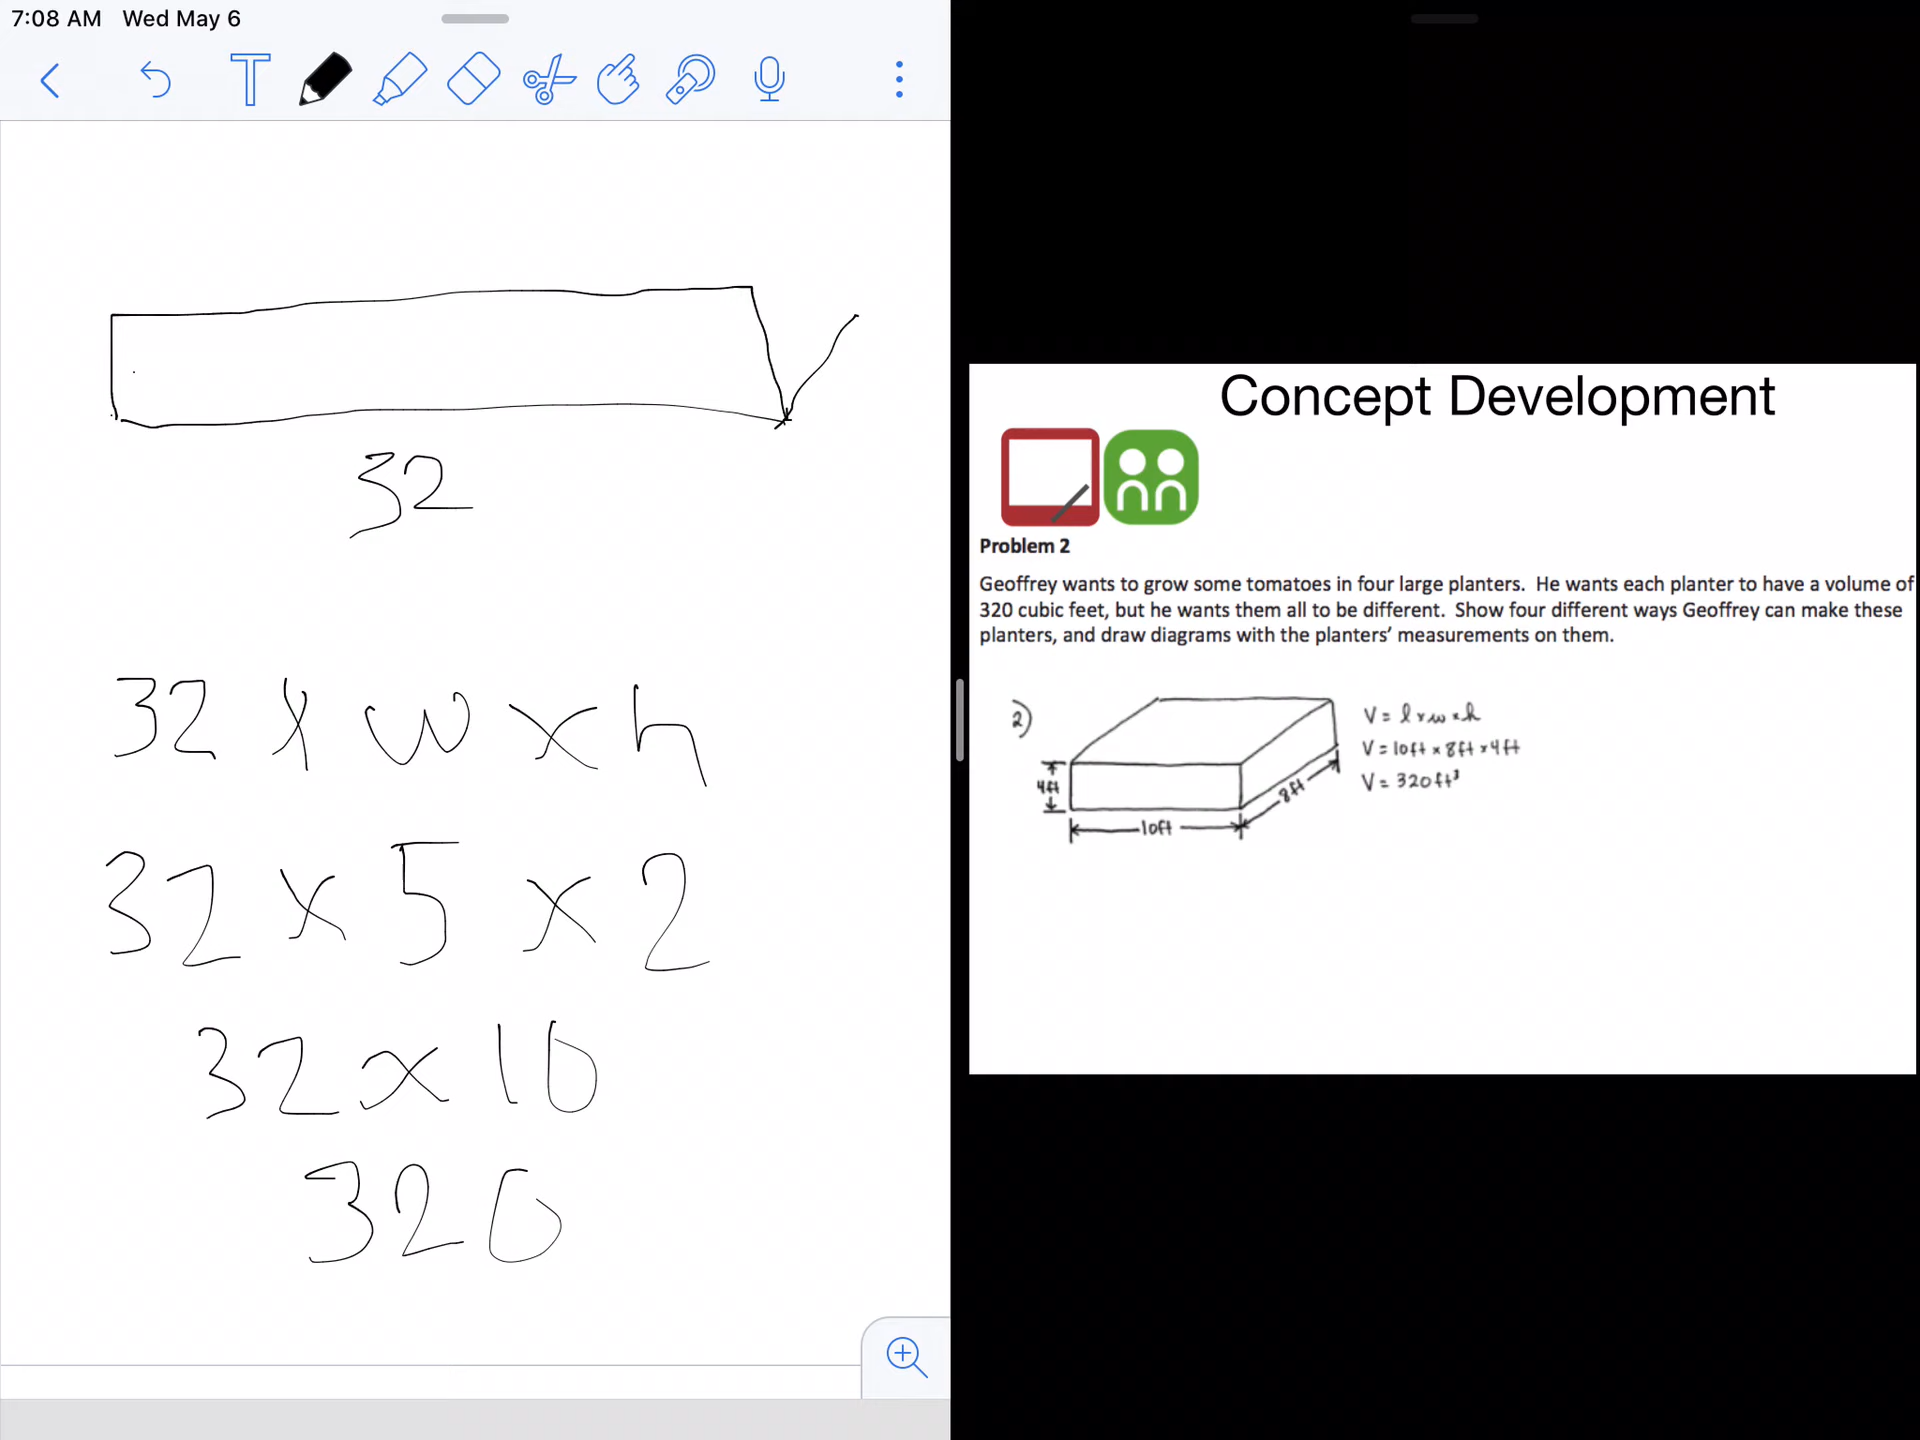 7:08 AM Wed May 6
32
32 x w x h
32 x 5 x 2
32 x 10
320
Concept Development
Problem 2
Geoffrey wants to grow some tomatoes in four large planters. He wants each planter to have a volume of
320 cubic feet, but he wants them all to be different. Show four different ways Geoffrey can make these
planters, and draw diagrams with the planters' measurements on them.
2)
4ft
10ft
8ft
V = l x w x h
V = 10ft x 8ft x 4ft
V = 320ft³